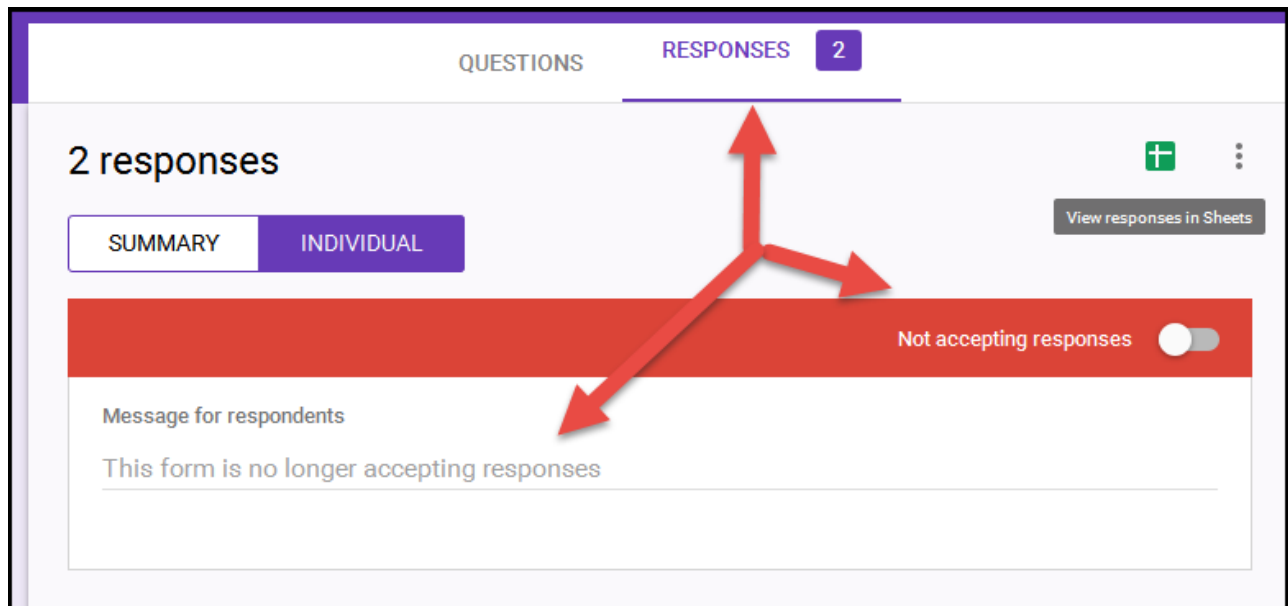 QUESTIONS RESPONSES 2
2 responses
View responses in Sheets
SUMMARY INDIVIDUAL
Not accepting responses
Message for respondents
This form is no longer accepting responses